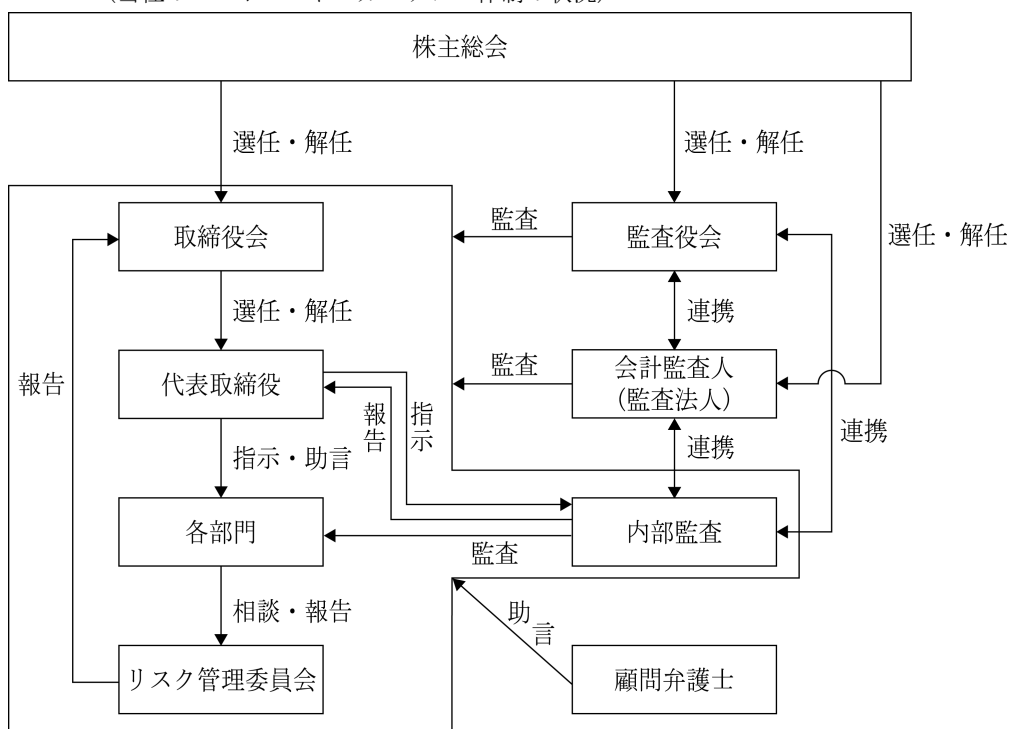 株主総会
選任・解任
選任・解任
選任・解任
取締役会
監査
監査役会
選任・解任
連携
報告
代表取締役
報告
指示
監査
会計監査人
(監査法人)
連携
連携
指示・助言
各部門
監査
内部監査
相談・報告
助言
リスク管理委員会
顧問弁護士